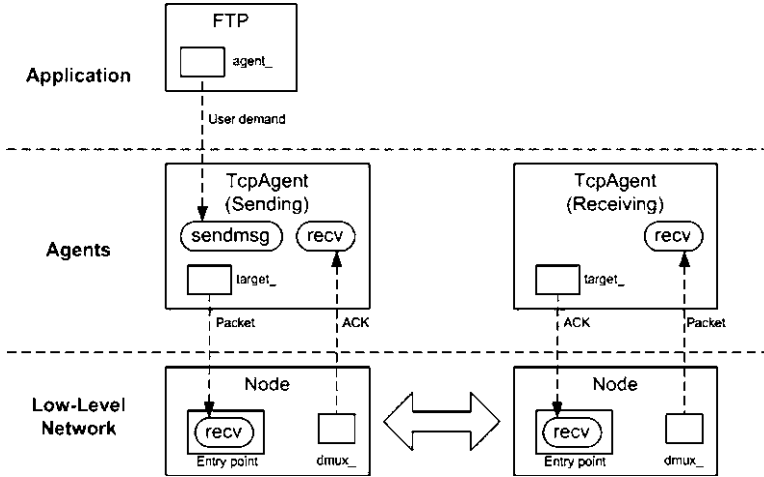 FTP
agent_
Application
User demand
TcpAgent
(Sending)
TcpAgent
(Receiving)
sendmsg
recv
recv
Agents
target_
target_
Packet
ACK
ACK
Packet
Node
Node
Low-Level
Network
recv
recv
Entry point
dmux_
Entry point
dmux_